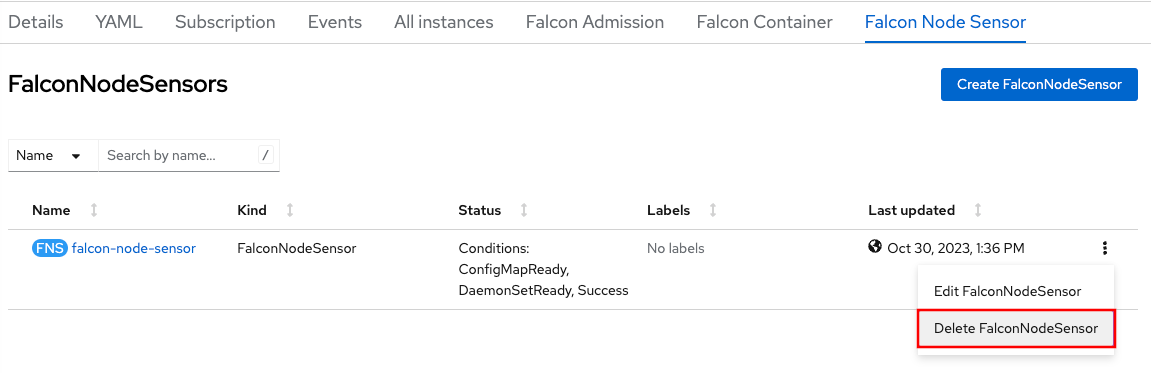 Details YAML Subscription Events All instances Falcon Admission Falcon Container Falcon Node Sensor
FalconNodeSensors
Create FalconNodeSensor
Name Search by name... /
Name Kind Status Labels Last updated
FNS falcon-node-sensor FalconNodeSensor Conditions: No labels Oct 30, 2023, 1:36 PM
ConfigMapReady,
DaemonSetReady, Success
Edit FalconNodeSensor
Delete FalconNodeSensor